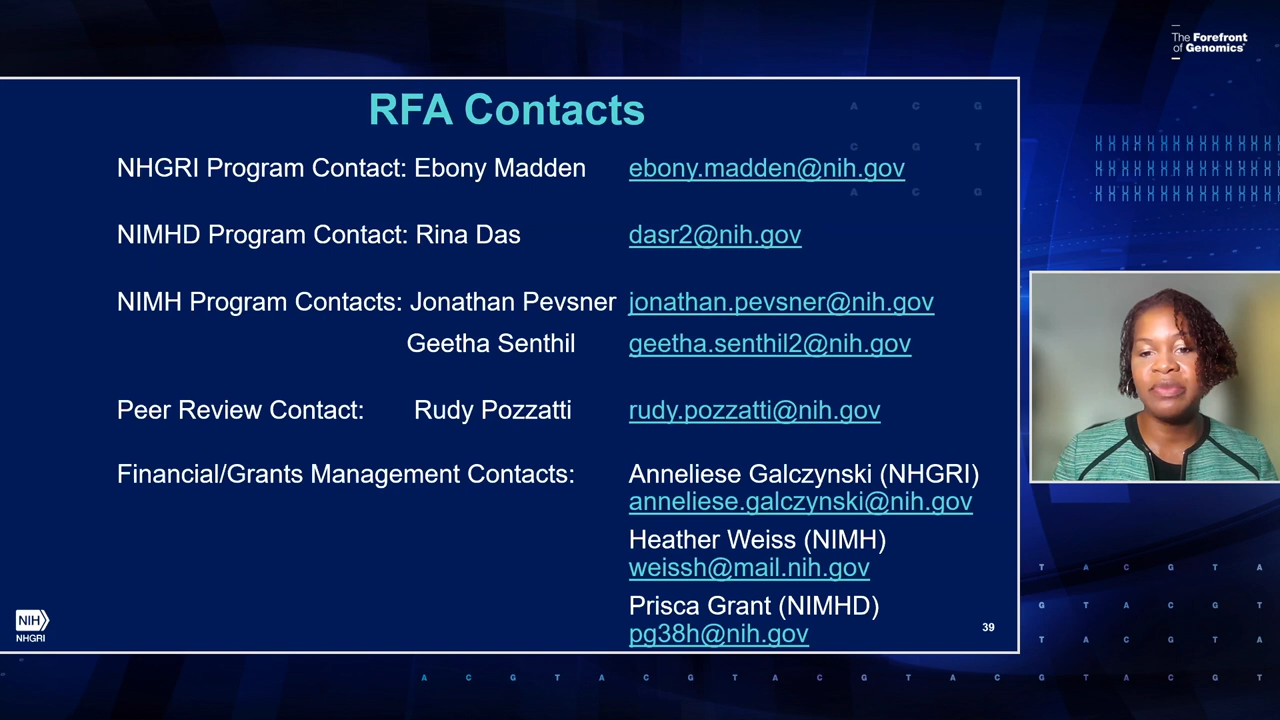 The Forefront
of Genomics®
RFA Contacts
A C G
C G T
A C G
NHGRI Program Contact: Ebony Madden ebony.madden@nih.gov
NIMHD Program Contact: Rina Das dasr2@nih.gov
NIMH Program Contacts: Jonathan Pevsner jonathan.pevsner@nih.gov
Geetha Senthil geetha.senthil2@nih.gov
Peer Review Contact: Rudy Pozzatti rudy.pozzatti@nih.gov
Financial/Grants Management Contacts: Anneliese Galczynski (NHGRI)
anneliese.galczynski@nih.gov
Heather Weiss (NIMH)
weissh@mail.nih.gov
Prisca Grant (NIMHD)
pg38h@nih.gov
NIH
NHGRI
39
T A C G T A
G T A C G T
T A C G T A
A C G T A C G T A C G T A C G T A C G T